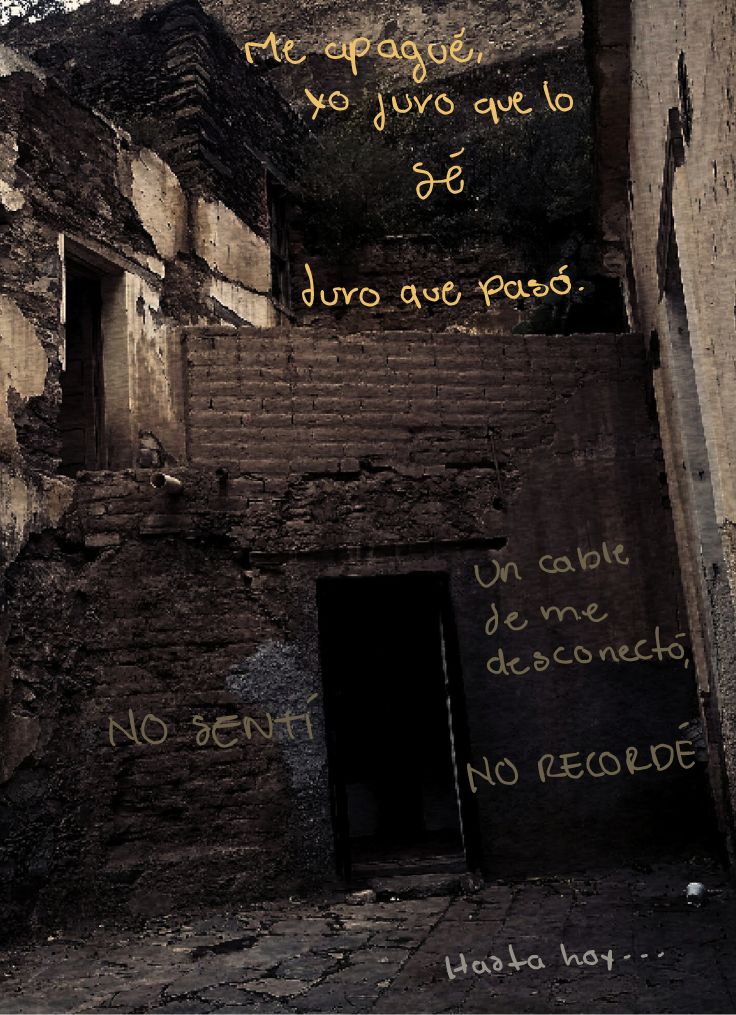 Me apagué,
yo juro que lo
sé
Juro que pasó.
Un cable
se me
desconectó,
NO SENTÍ
NO RECORDÉ
Hasta hoy...